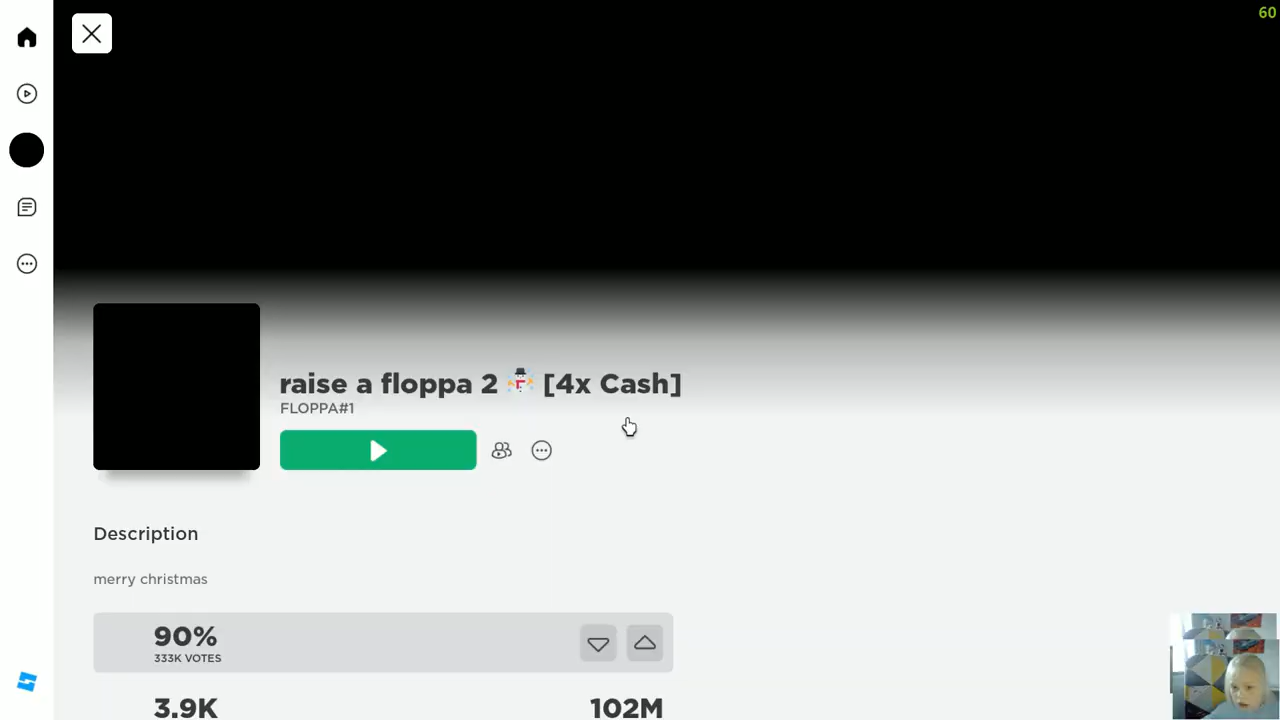 60
raise a floppa 2 ⛄ [4x Cash]
FLOPPA#1
Description
merry christmas
90%
333K VOTES
3.9K
102M